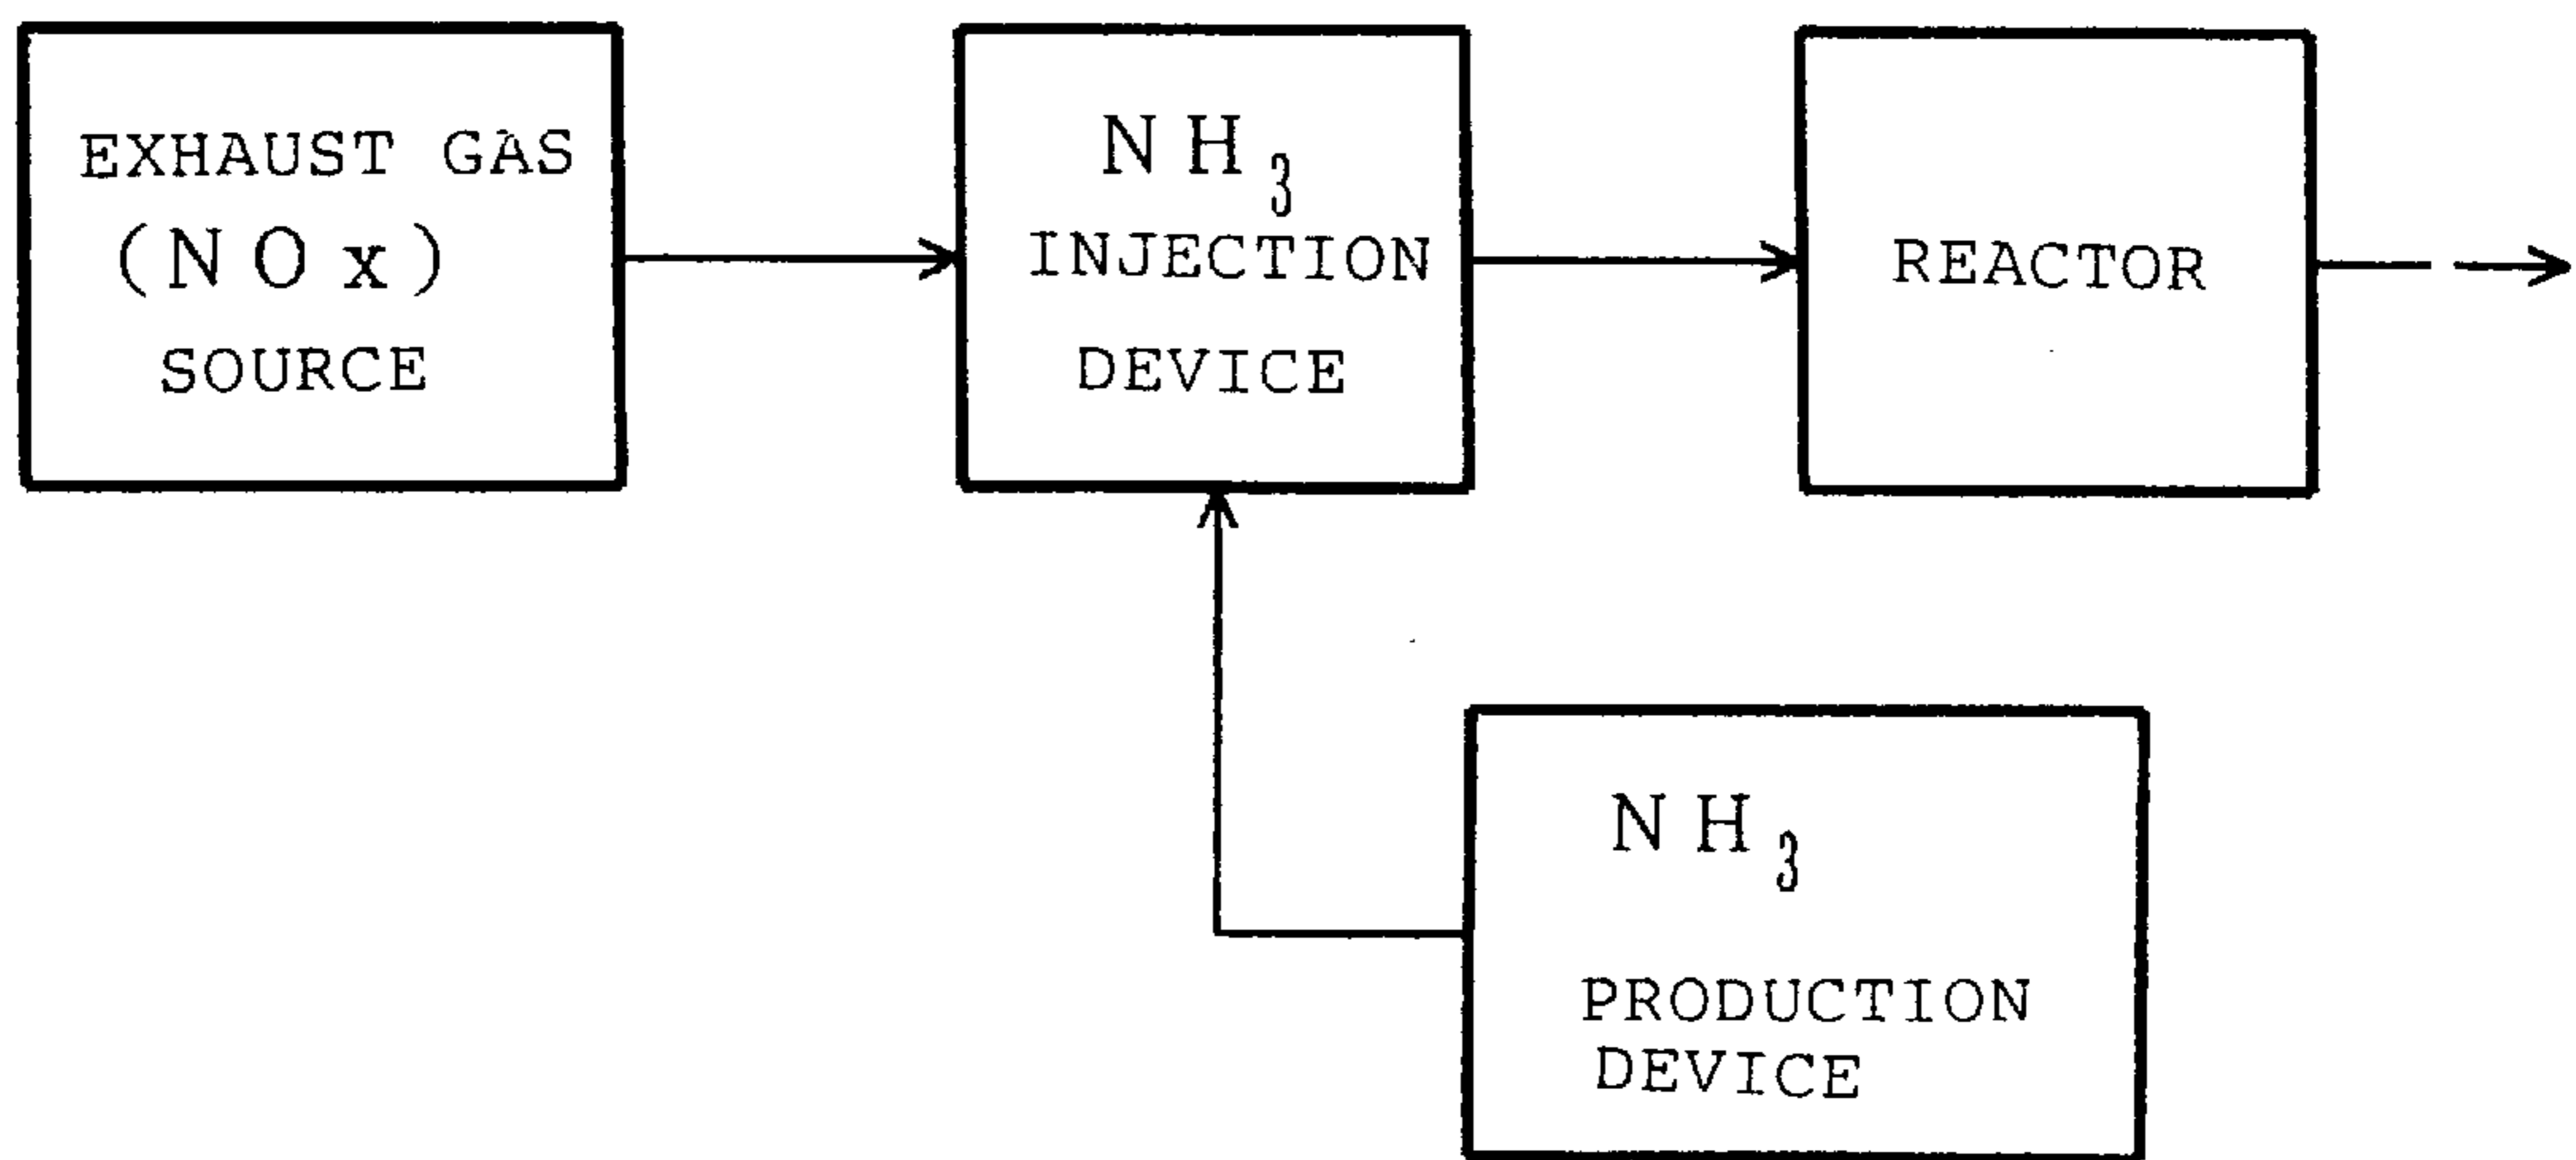 EXHAUST GAS
(NOx)
SOURCE
NH₃
INJECTION
DEVICE
REACTOR
NH₃
PRODUCTION
DEVICE